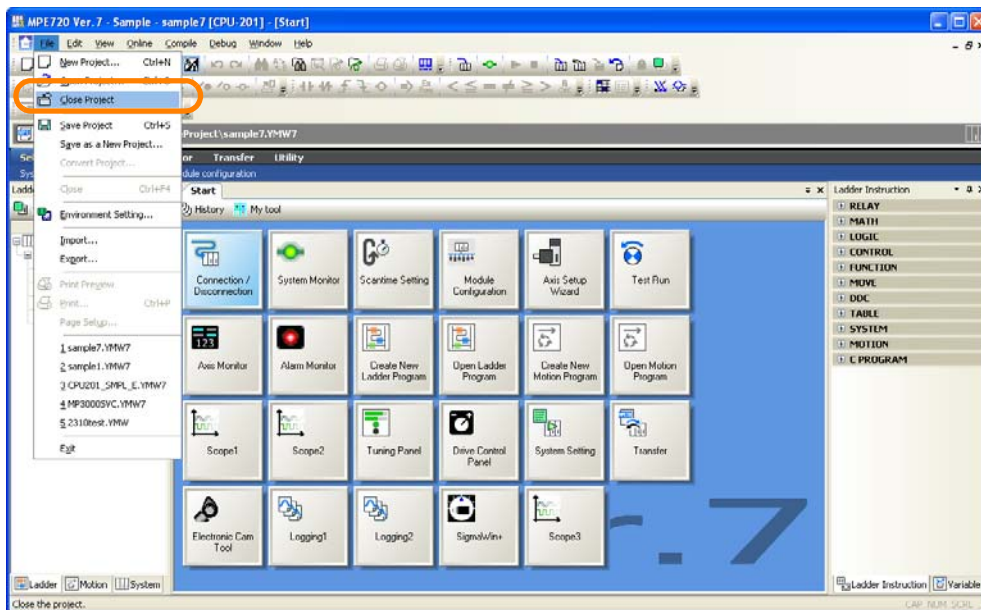 MPE720 Ver. 7 - Sample - sample7 [CPU-201] - [Start]
File Edit View Online Compile Debug Window Help
New Project... Ctrl+N
Close Project
Save Project Ctrl+S
Project\sample7.YMW7
Save as a New Project...
Transfer Utility
Convert Project...
dule configuration
Close Ctrl+F4
Start
Ladder Instruction
Environment Setting...
History My tool
Import...
Export...
Print Preview
Print... Ctrl+P
Page Setup...
1 sample7.YMW7
2 sample1.YMW7
3 CPU201_SMPL_E.YMW7
4 MP3000SVC.YMW7
5 2310test.YMW
Exit
Connection / Disconnection
System Monitor
Scantime Setting
Module Configuration
Axis Setup Wizard
Test Run
Axis Monitor
Alarm Monitor
Create New Ladder Program
Open Ladder Program
Create New Motion Program
Open Motion Program
Scope1
Scope2
Tuning Panel
Drive Control Panel
System Setting
Transfer
Electronic Cam Tool
Logging1
Logging2
SigmaWin+
Scope3
r.7
RELAY
MATH
LOGIC
CONTROL
FUNCTION
MOVE
DDC
TABLE
SYSTEM
MOTION
C PROGRAM
Ladder Motion System
Ladder Instruction Variable
Close the project.
CAP NUM SCRL